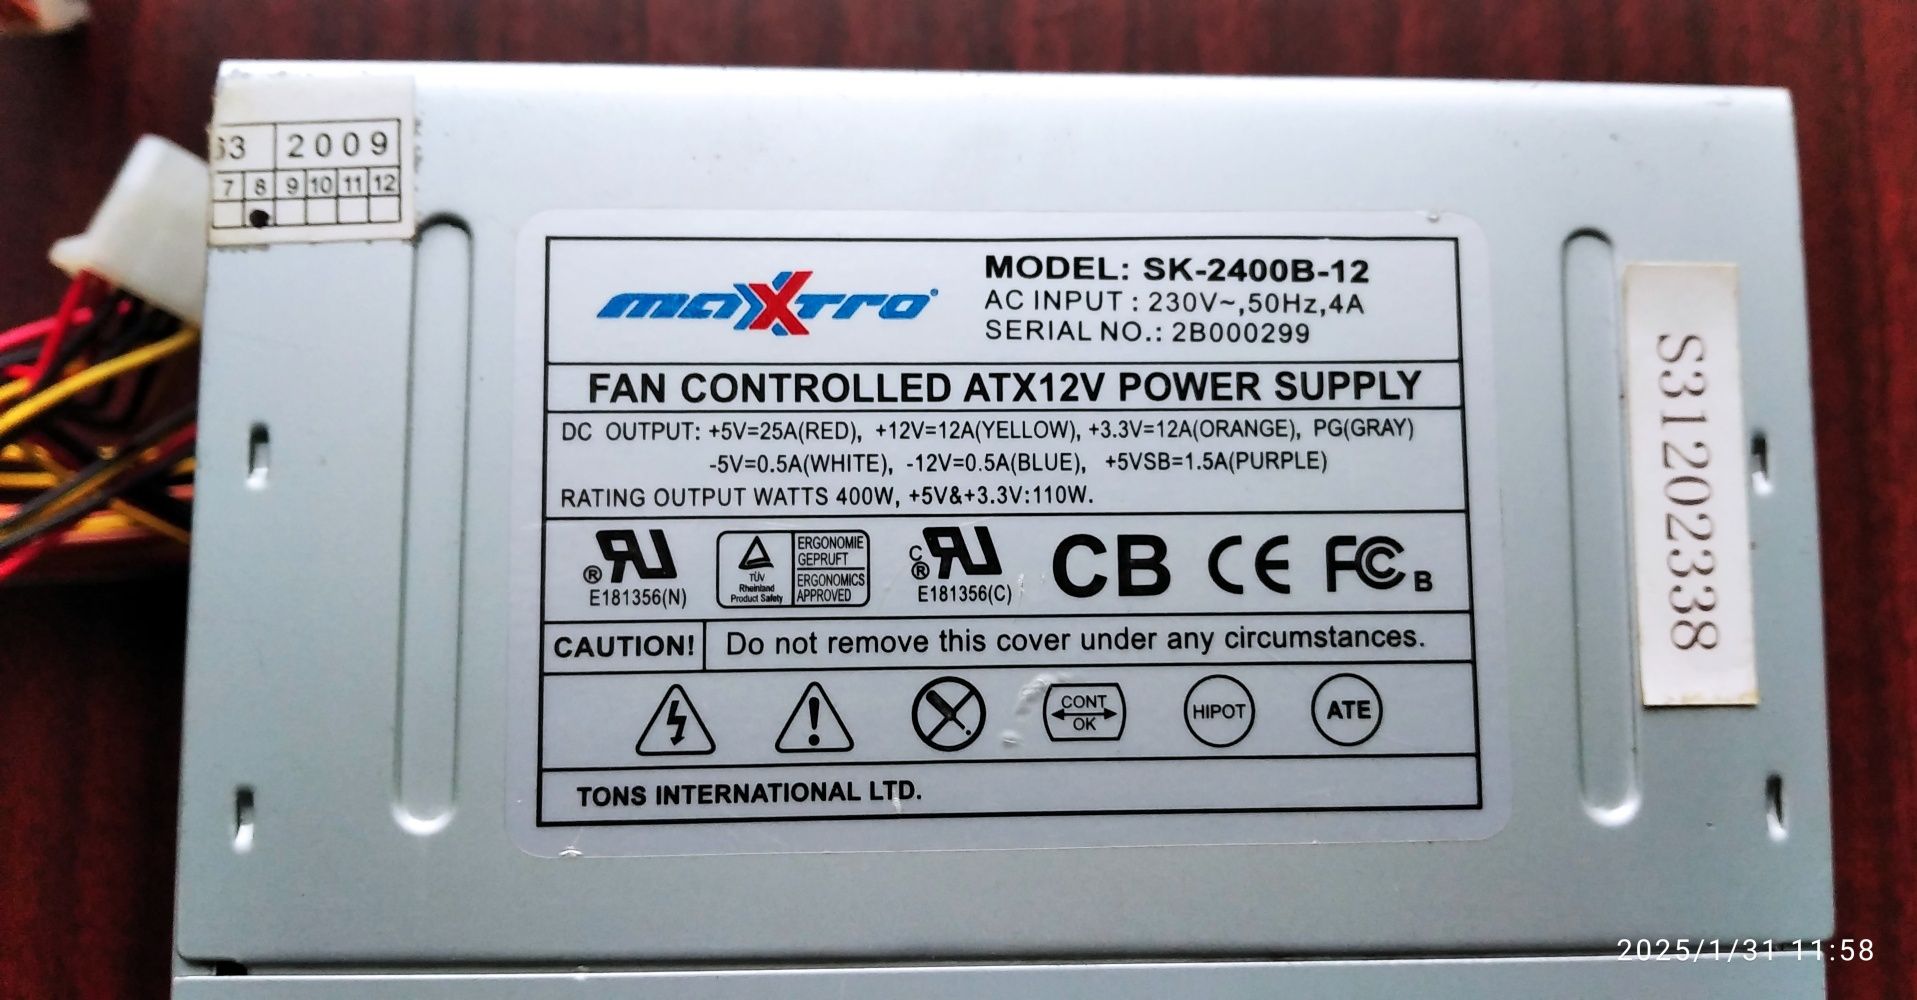 2009
7 8 9 10 11 12
maxtro
MODEL: SK-2400B-12
AC INPUT : 230V~,50Hz,4A
SERIAL NO.: 2B000299
FAN CONTROLLED ATX12V POWER SUPPLY
DC OUTPUT: +5V=25A(RED), +12V=12A(YELLOW), +3.3V=12A(ORANGE), PG(GRAY)
-5V=0.5A(WHITE), -12V=0.5A(BLUE), +5VSB=1.5A(PURPLE)
RATING OUTPUT WATTS 400W, +5V&+3.3V:110W.
E181356(N)
TÜV
Rheinland
Product Safety
ERGONOMIE
GEPRUFT
ERGONOMICS
APPROVED
E181356(C)
CB CE FC B
CAUTION! Do not remove this cover under any circumstances.
CONT
OK
HIPOT
ATE
TONS INTERNATIONAL LTD.
S31202338
2025/1/31 11:58